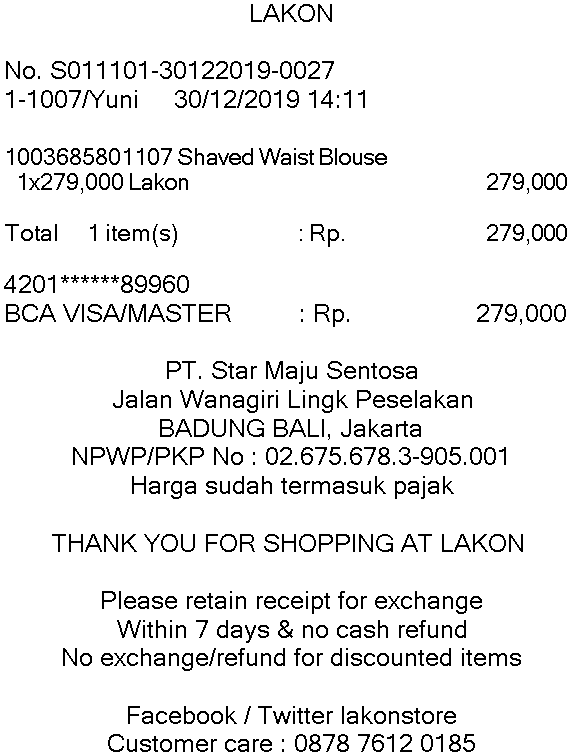 LAKON
No. S011101-30122019-0027
1-1007/Yuni 30/12/2019 14:11
1003685801107 Shaved Waist Blouse
1x279,000 Lakon 279,000
Total 1 item(s) : Rp. 279,000
4201******89960
BCA VISA/MASTER : Rp. 279,000
PT. Star Maju Sentosa
Jalan Wanagiri Lingk Peselakan
BADUNG BALI, Jakarta
NPWP/PKP No : 02.675.678.3-905.001
Harga sudah termasuk pajak
THANK YOU FOR SHOPPING AT LAKON
Please retain receipt for exchange
Within 7 days & no cash refund
No exchange/refund for discounted items
Facebook / Twitter lakonstore
Customer care : 0878 7612 0185